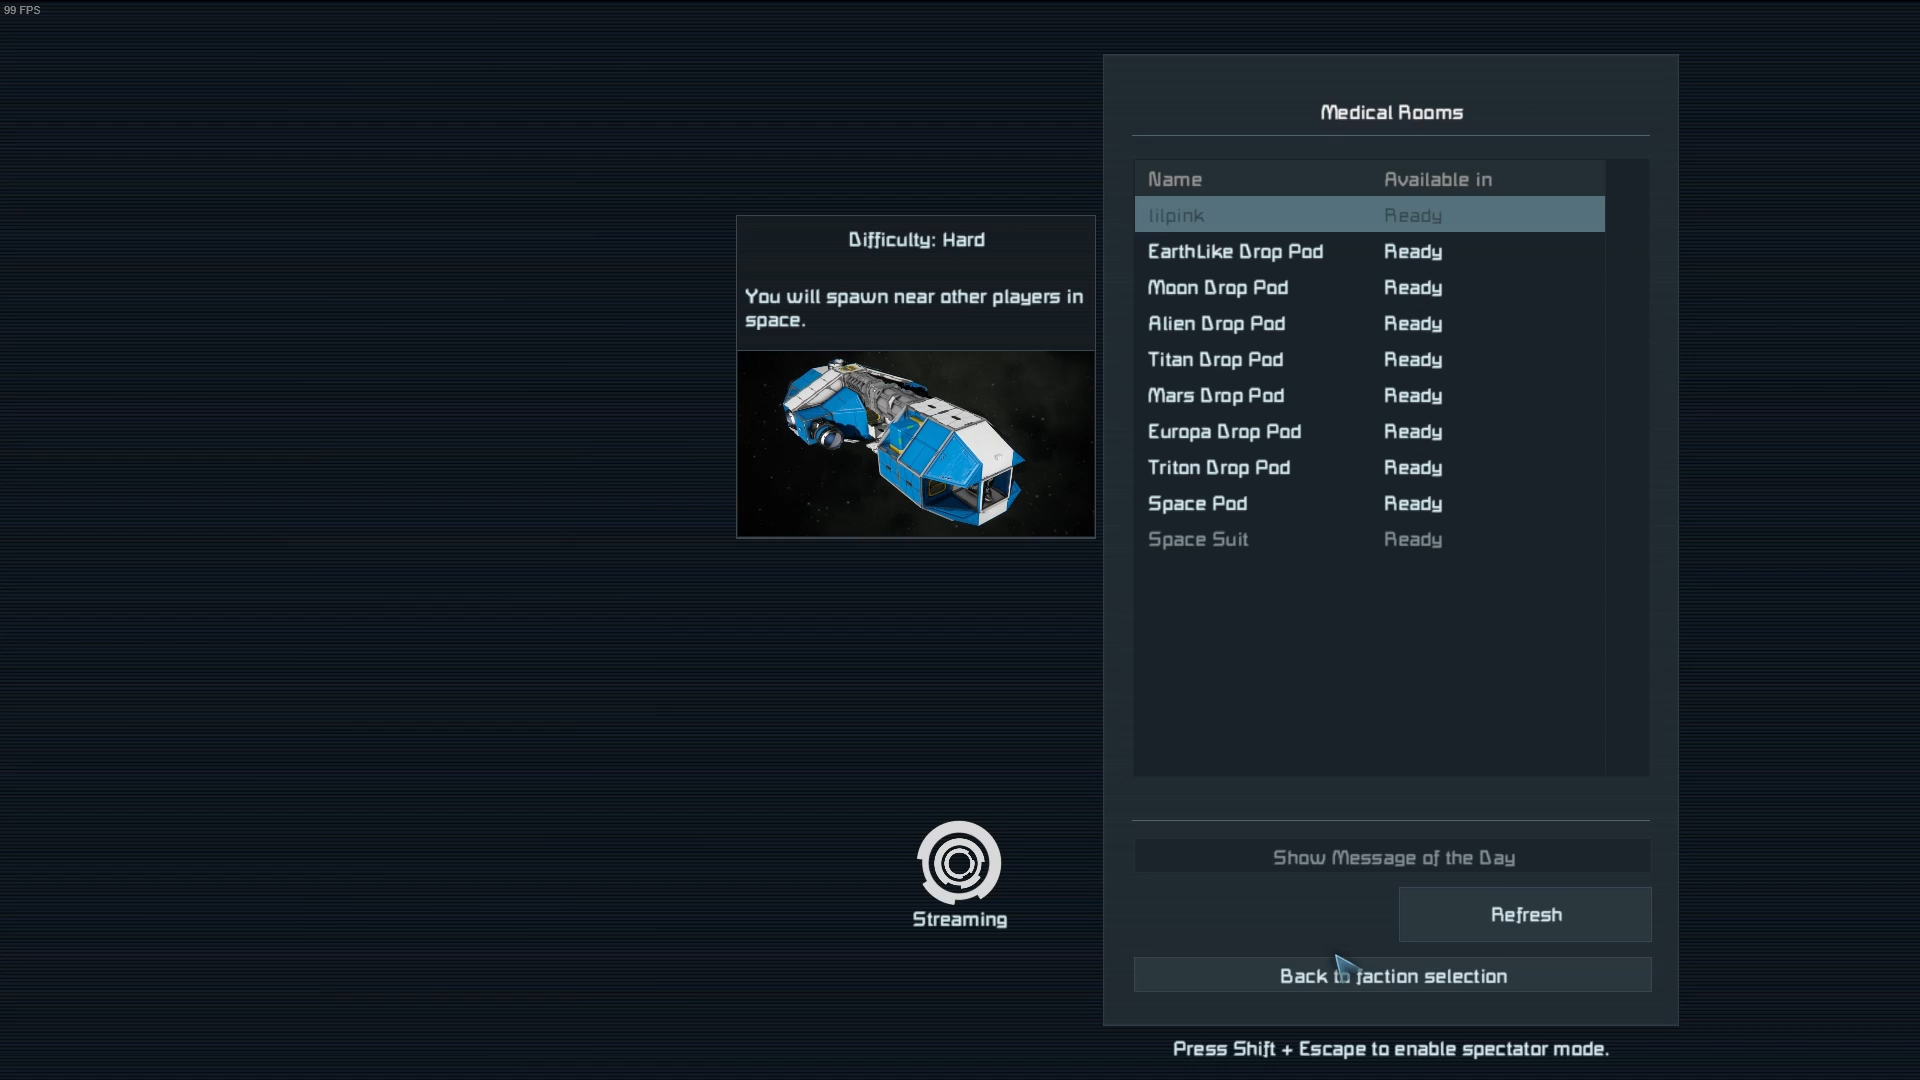 99 FPS
Medical Rooms
Name Available in
lilpink Ready
EarthLike Drop Pod Ready
Moon Drop Pod Ready
Alien Drop Pod Ready
Titan Drop Pod Ready
Mars Drop Pod Ready
Europa Drop Pod Ready
Triton Drop Pod Ready
Space Pod Ready
Space Suit Ready
Difficulty: Hard
You will spawn near other players in
space.
Streaming
Show Message of the Day
Refresh
Back to faction selection
Press Shift + Escape to enable spectator mode.